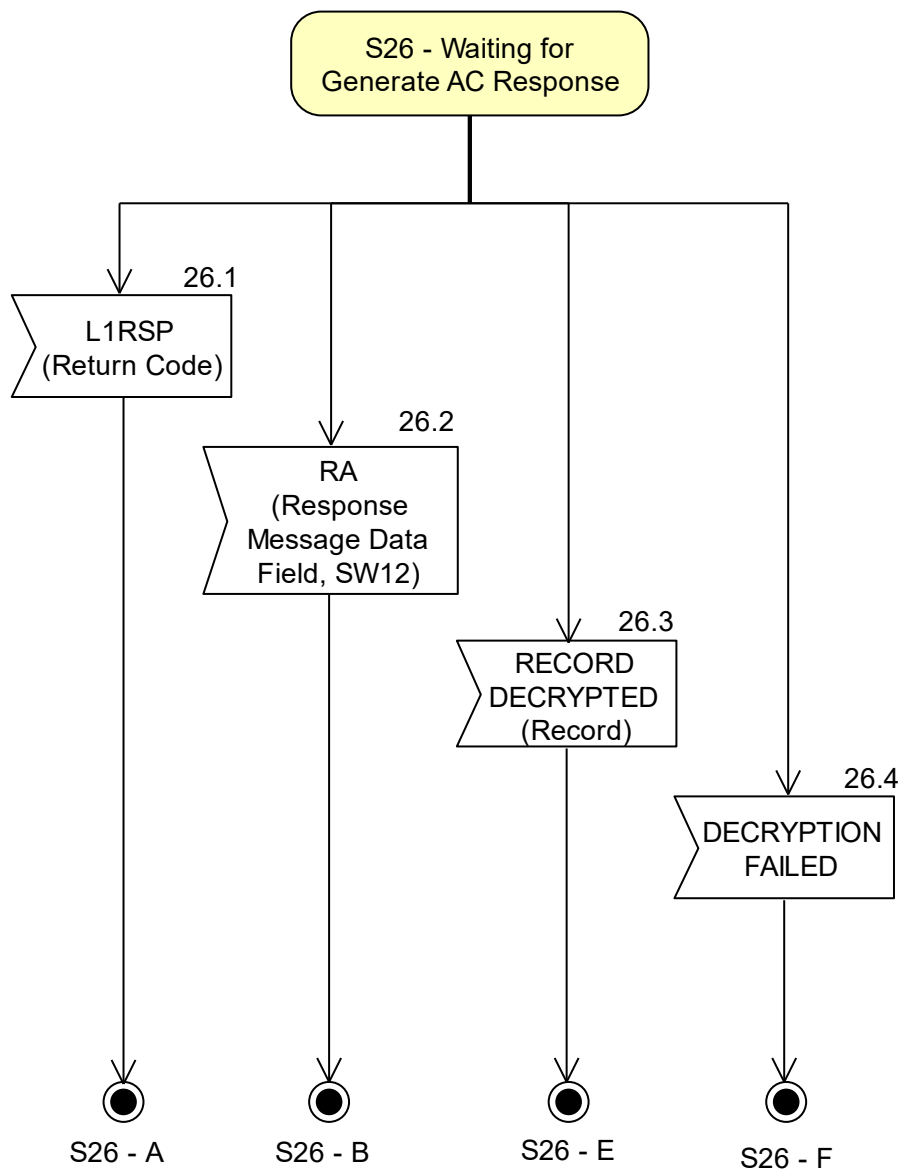 S26 - Waiting for
Generate AC Response
26.1
L1RSP
(Return Code)
26.2
RA
(Response
Message Data
Field, SW12)
26.3
RECORD
DECRYPTED
(Record)
26.4
DECRYPTION
FAILED
S26 - A
S26 - B
S26 - E
S26 - F